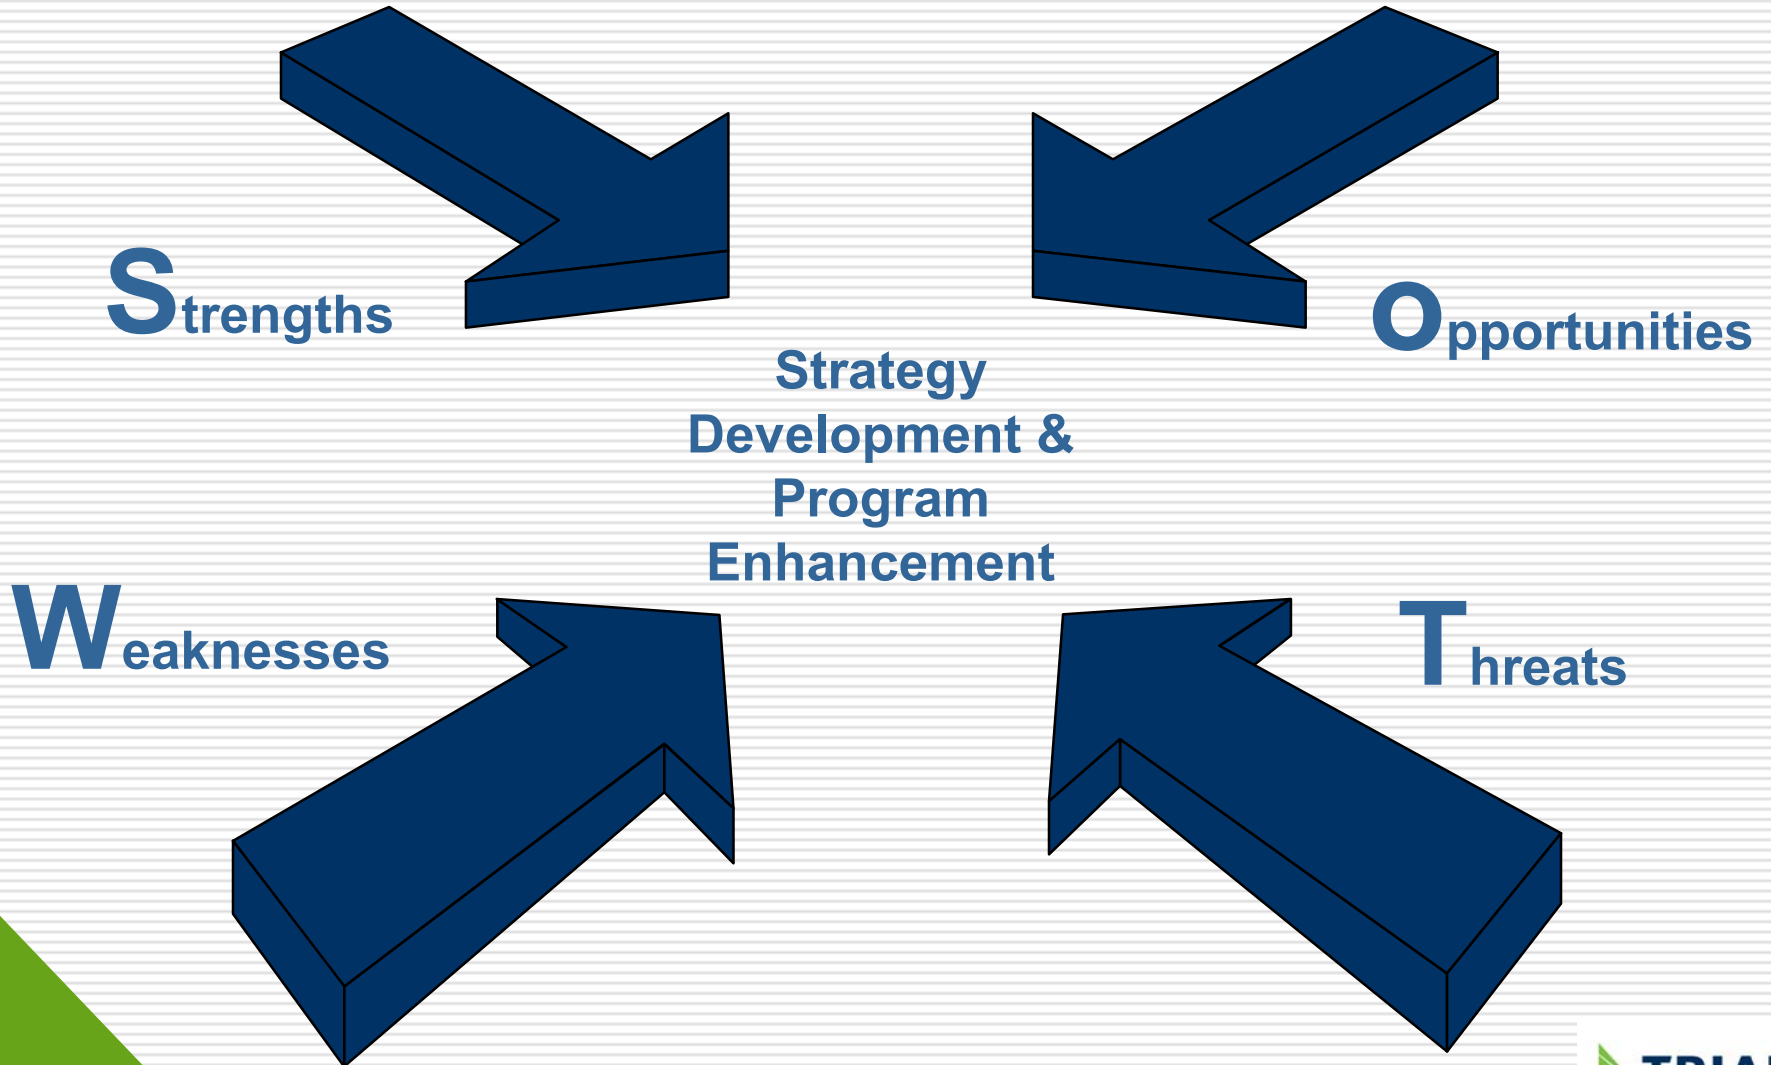 Strengths
Opportunities
Strategy
Development &
Program
Enhancement
Weaknesses
Threats